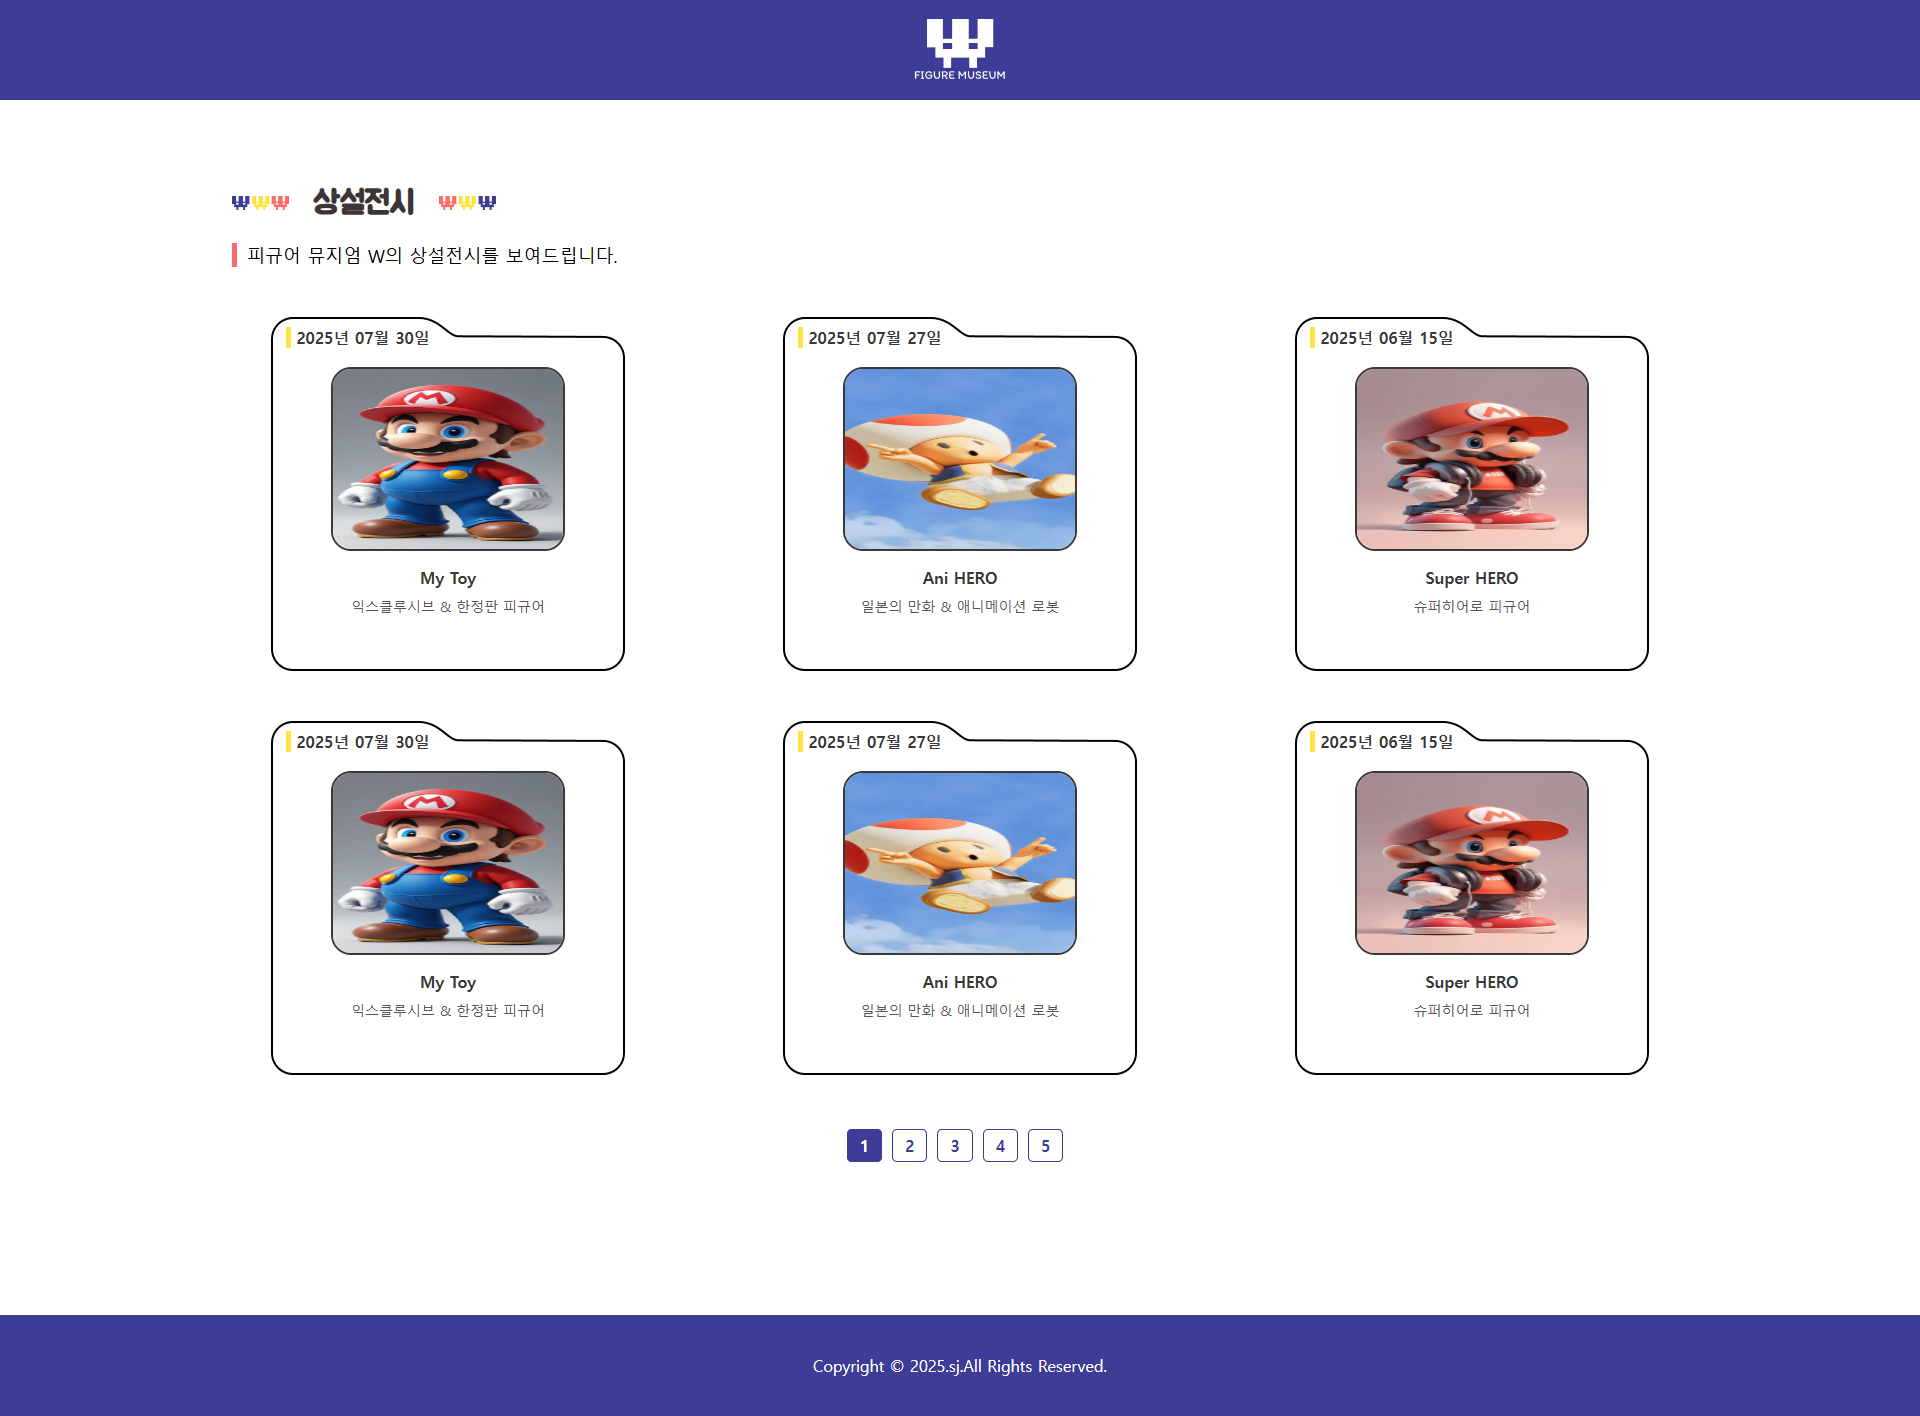 FIGURE MUSEUM
상설전시
피규어 뮤지엄 W의 상설전시를 보여드립니다.
2025년 07월 30일
M
My Toy
익스클루시브 & 한정판 피규어
2025년 07월 27일
Ani HERO
일본의 만화 & 애니메이션 로봇
2025년 06월 15일
M
Super HERO
슈퍼히어로 피규어
2025년 07월 30일
M
My Toy
익스클루시브 & 한정판 피규어
2025년 07월 27일
Ani HERO
일본의 만화 & 애니메이션 로봇
2025년 06월 15일
M
Super HERO
슈퍼히어로 피규어
1 2 3 4 5
Copyright © 2025.sj.All Rights Reserved.